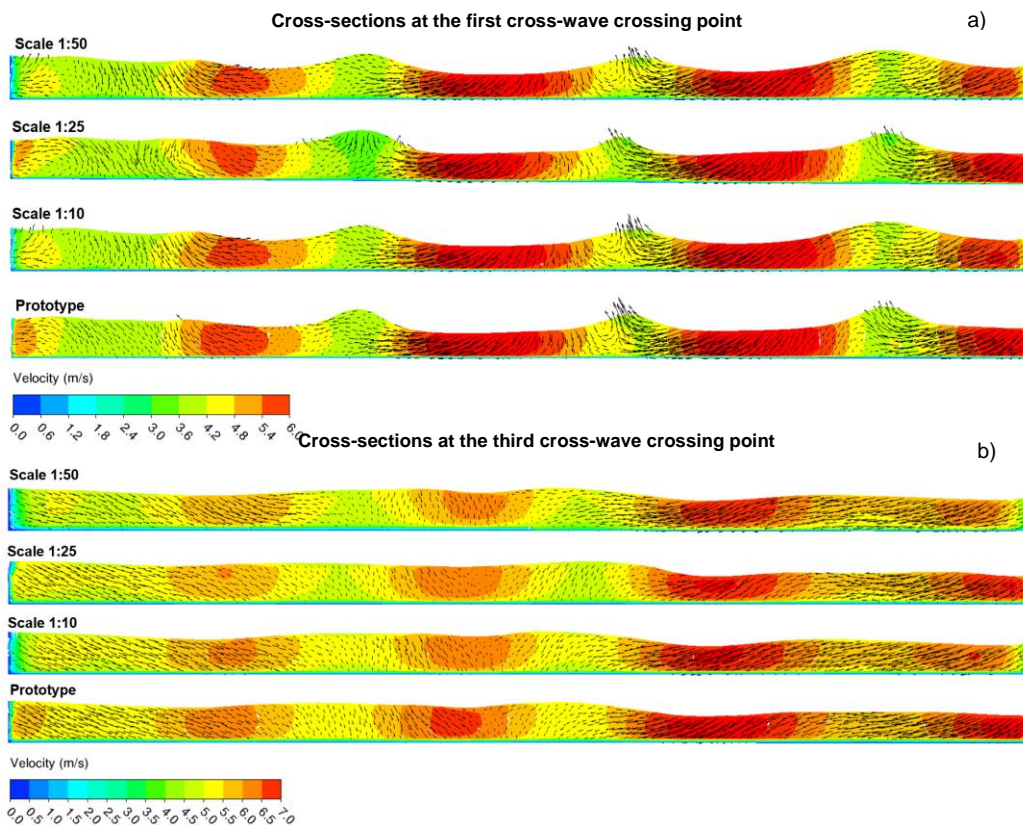 Cross-sections at the first cross-wave crossing point
a)
Scale 1:50
Scale 1:25
Scale 1:10
Prototype
Velocity (m/s)
0.0 0.6 1.2 1.8 2.4 3.0 3.6 4.2 4.8 5.4 6.0
Cross-sections at the third cross-wave crossing point
b)
Scale 1:50
Scale 1:25
Scale 1:10
Prototype
Velocity (m/s)
0.0 0.5 1.0 1.5 2.0 2.5 3.0 3.5 4.0 4.5 5.0 5.5 6.0 6.5 7.0